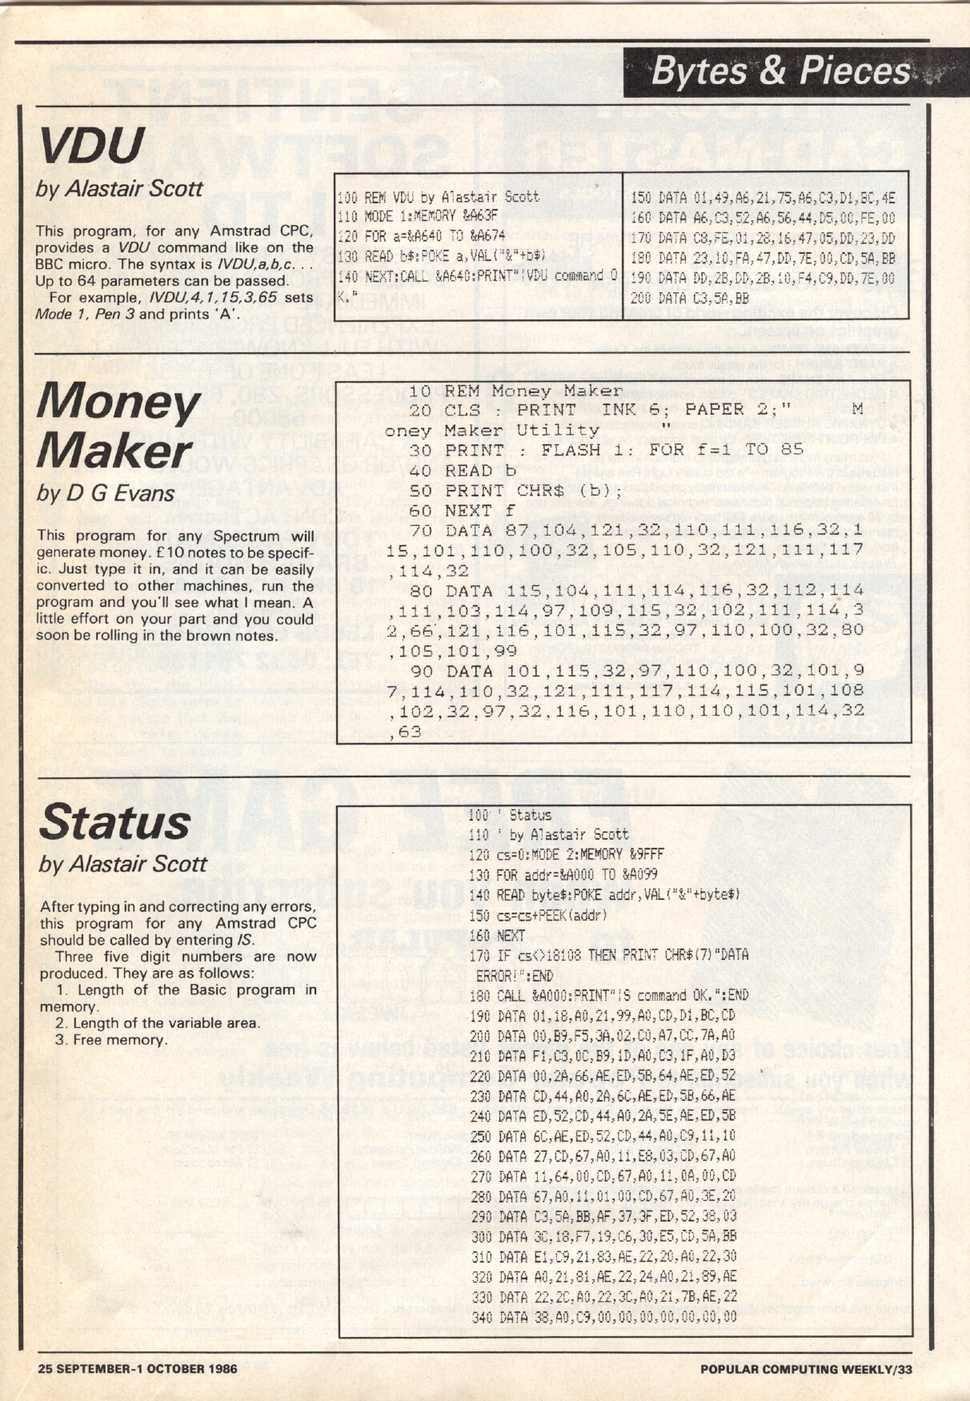 Bytes & Pieces
VDU
by Alastair Scott
This program, for any Amstrad CPC,
provides a VDU command like on the
BBC micro. The syntax is IVDU,a,b,c. . .
Up to 64 parameters can be passed.
For example, IVDU,4,1,15,3,65 sets
Mode 1, Pen 3 and prints 'A'.
100 REM VDU by Alastair Scott
110 MODE 1:MEMORY &A63F
120 FOR a=&A640 TO &A674
130 READ b$:POKE a,VAL("&"+b$)
140 NEXT:CALL &A640:PRINT"|VDU command O
K."
150 DATA 01,49,A6,21,75,A6,C3,D1,BC,4E
160 DATA A6,C3,52,A6,56,44,D5,00,FE,00
170 DATA C8,FE,01,28,16,47,05,DD,23,DD
180 DATA 23,10,FA,47,DD,7E,00,CD,5A,BB
190 DATA DD,2B,DD,2B,10,F4,C9,DD,7E,00
200 DATA C3,5A,BB
Money
Maker
by D G Evans
This program for any Spectrum will
generate money. £10 notes to be specif-
ic. Just type it in, and it can be easily
converted to other machines, run the
program and you'll see what I mean. A
little effort on your part and you could
soon be rolling in the brown notes.
10 REM Money Maker
20 CLS : PRINT INK 6; PAPER 2;" M
oney Maker Utility "
30 PRINT : FLASH 1: FOR f=1 TO 85
40 READ b
50 PRINT CHR$ (b);
60 NEXT f
70 DATA 87,104,121,32,110,111,116,32,1
15,101,110,100,32,105,110,32,121,111,117
,114,32
80 DATA 115,104,111,114,116,32,112,114
,111,103,114,97,109,115,32,102,111,114,3
2,66,121,116,101,115,32,97,110,100,32,80
,105,101,99
90 DATA 101,115,32,97,110,100,32,101,9
7,114,110,32,121,111,117,114,115,101,108
,102,32,97,32,116,101,110,110,101,114,32
,63
Status
by Alastair Scott
After typing in and correcting any errors,
this program for any Amstrad CPC
should be called by entering IS.
Three five digit numbers are now
produced. They are as follows:
1. Length of the Basic program in
memory.
2. Length of the variable area.
3. Free memory.
100 ' Status
110 ' by Alastair Scott
120 cs=0:MODE 2:MEMORY &9FFF
130 FOR addr=&A000 TO &A099
140 READ byte$:POKE addr,VAL("&"+byte$)
150 cs=cs+PEEK(addr)
160 NEXT
170 IF cs<>18108 THEN PRINT CHR$(7)"DATA
ERROR!":END
180 CALL &A000:PRINT"|S command OK.":END
190 DATA 01,18,A0,21,99,A0,CD,D1,BC,CD
200 DATA 00,B9,F5,3A,02,C0,A7,CC,7A,A0
210 DATA F1,C3,0C,B9,1D,A0,C3,1F,A0,D3
220 DATA 00,2A,66,AE,ED,5B,64,AE,ED,52
230 DATA CD,44,A0,2A,6C,AE,ED,5B,66,AE
240 DATA ED,52,CD,44,A0,2A,5E,AE,ED,5B
250 DATA 6C,AE,ED,52,CD,44,A0,C9,11,10
260 DATA 27,CD,67,A0,11,E8,03,CD,67,A0
270 DATA 11,64,00,CD,67,A0,11,0A,00,CD
280 DATA 67,A0,11,01,00,CD,67,A0,3E,20
290 DATA C3,5A,BB,AF,37,3F,ED,52,38,03
300 DATA 3C,18,F7,19,C6,30,E5,CD,5A,BB
310 DATA E1,C9,21,83,AE,22,20,A0,22,30
320 DATA A0,21,81,AE,22,24,A0,21,89,AE
330 DATA 22,2C,A0,22,3C,A0,21,7B,AE,22
340 DATA 38,A0,C9,00,00,00,00,00,00,00
25 SEPTEMBER-1 OCTOBER 1986
POPULAR COMPUTING WEEKLY/33